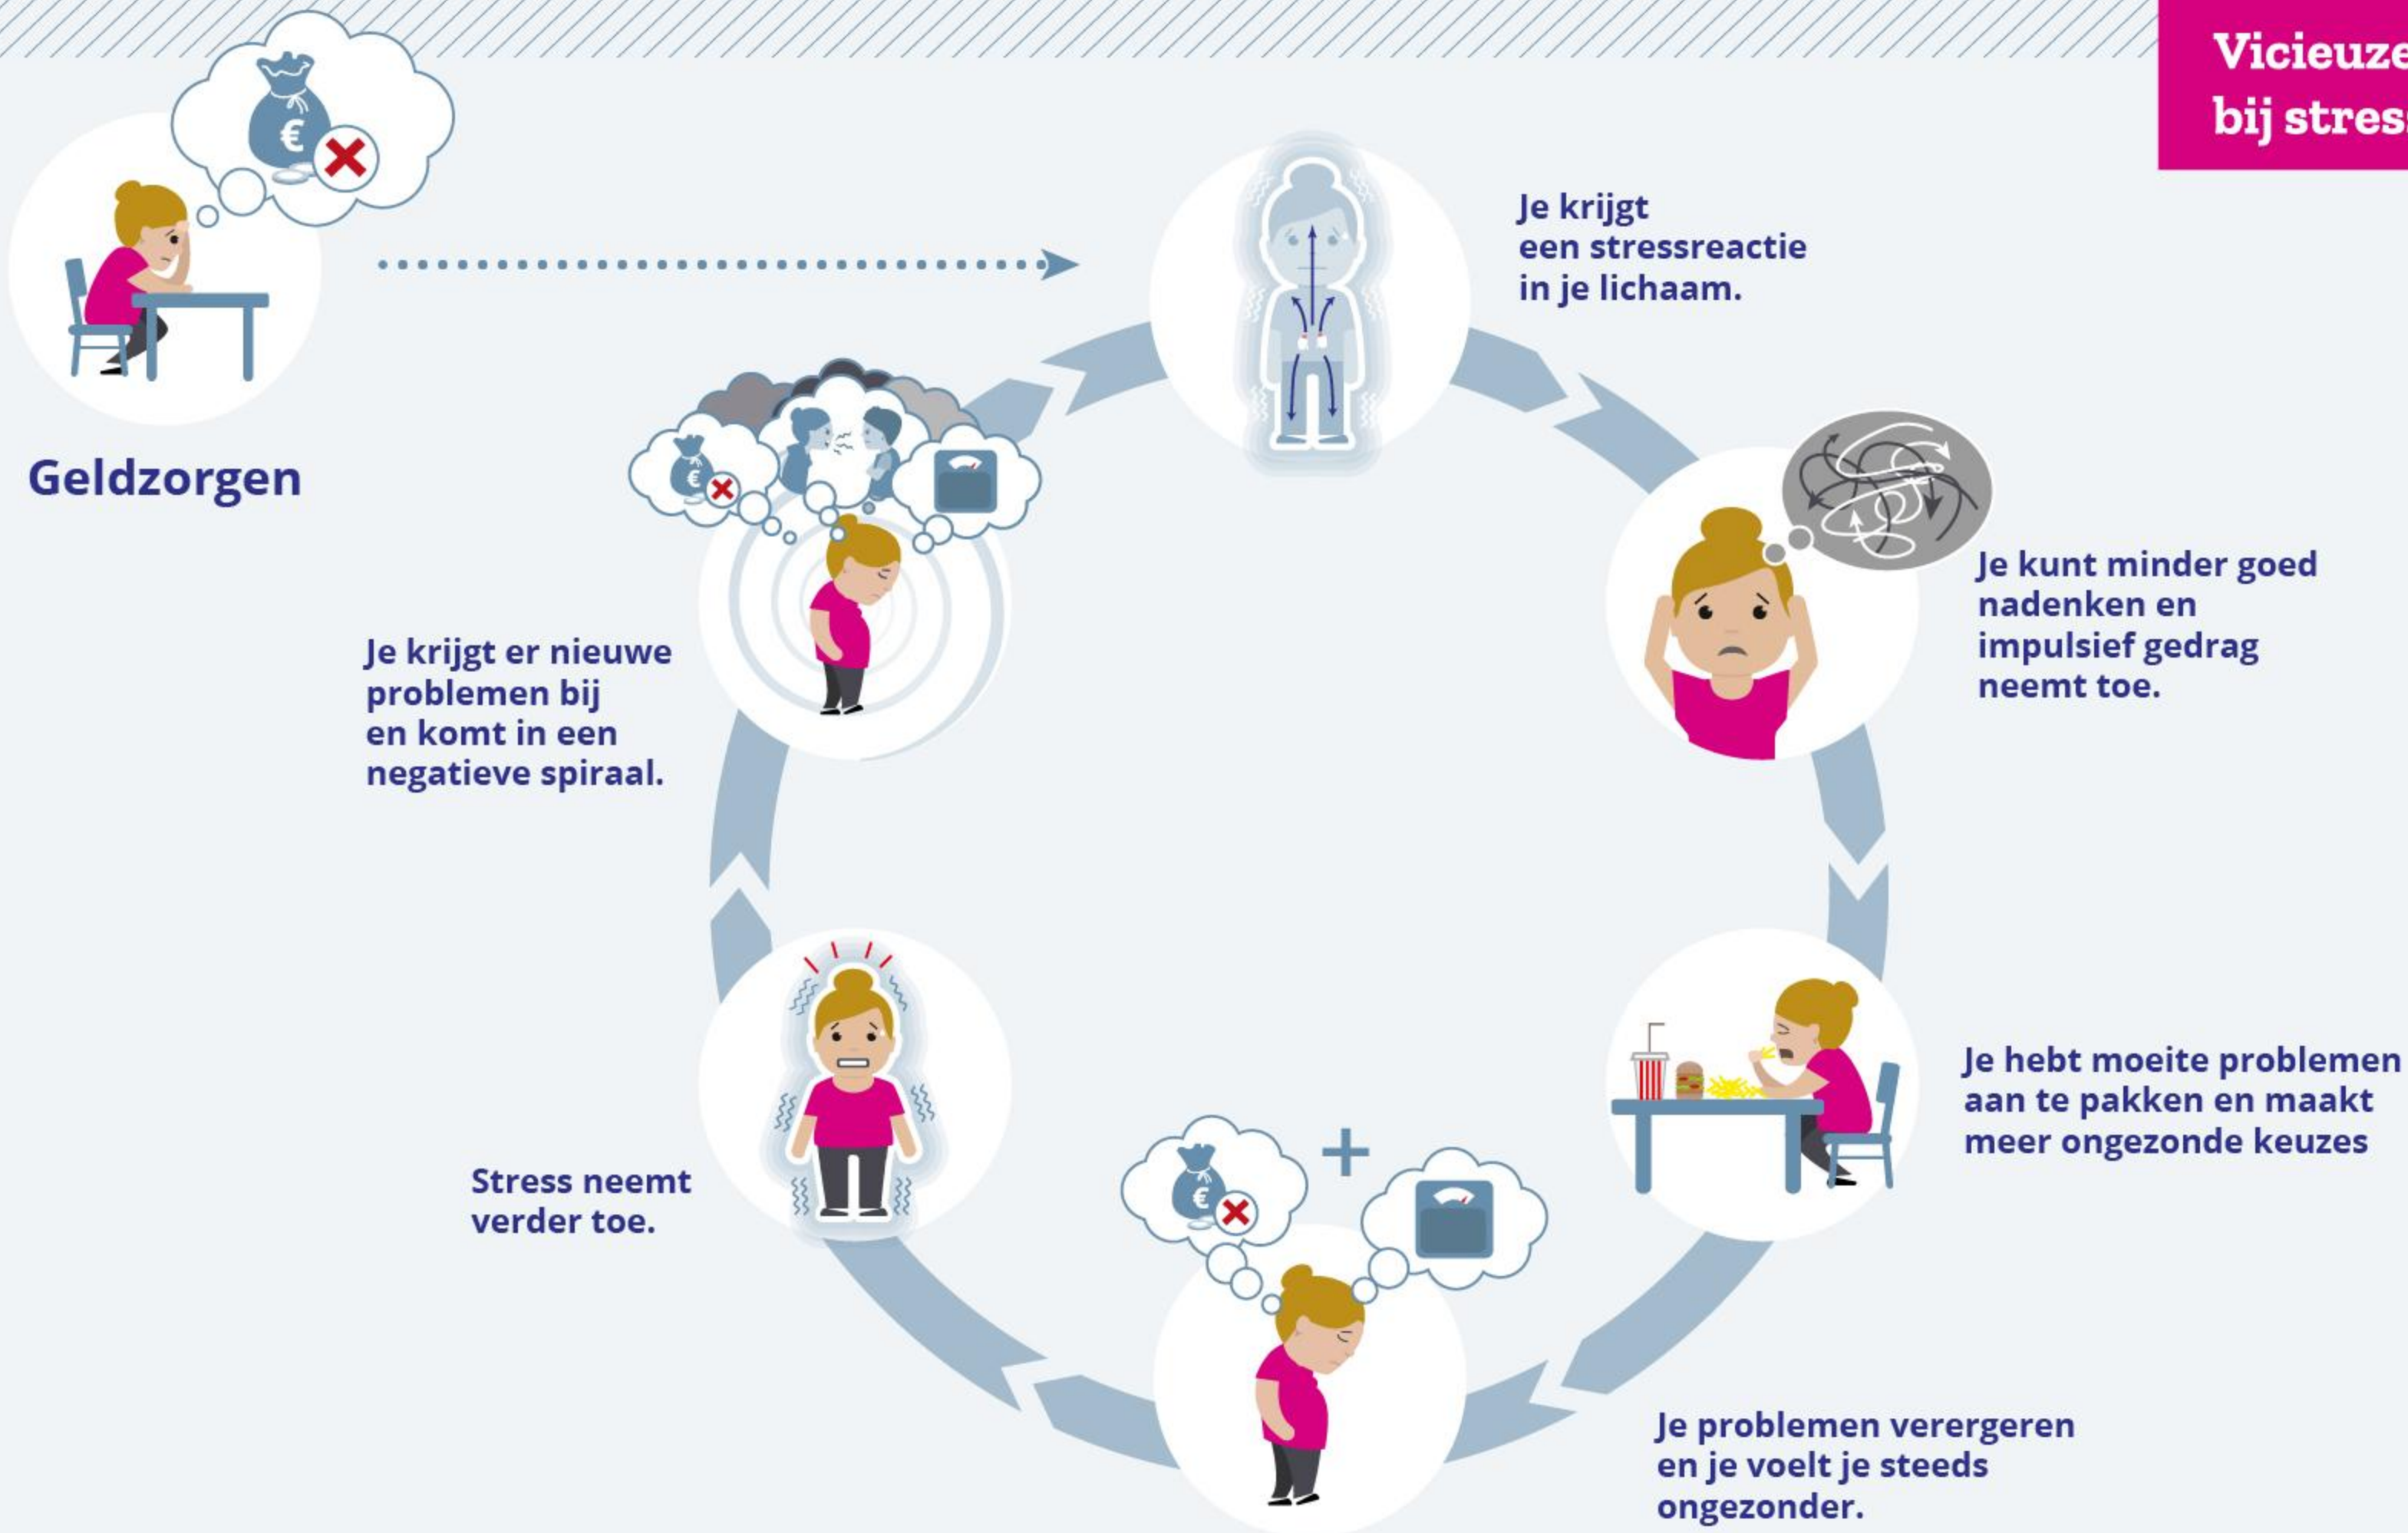 Vicieuze
bij stress
Geldzorgen
Je krijgt
een stressreactie
in je lichaam.
Je kunt minder goed
nadenken en
impulsief gedrag
neemt toe.
Je hebt moeite problemen
aan te pakken en maakt
meer ongezonde keuzes
Je problemen verergeren
en je voelt je steeds
ongezonder.
Stress neemt
verder toe.
Je krijgt er nieuwe
problemen bij
en komt in een
negatieve spiraal.
€
€
€